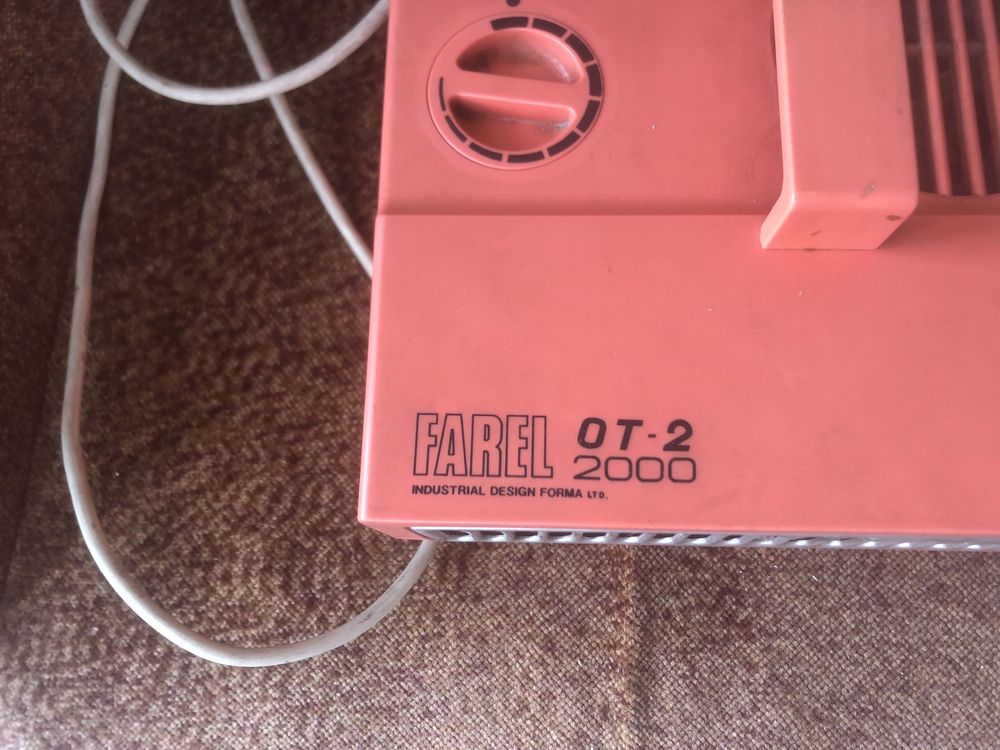 FAREL OT-2
2000
INDUSTRIAL DESIGN FORMA LTD.